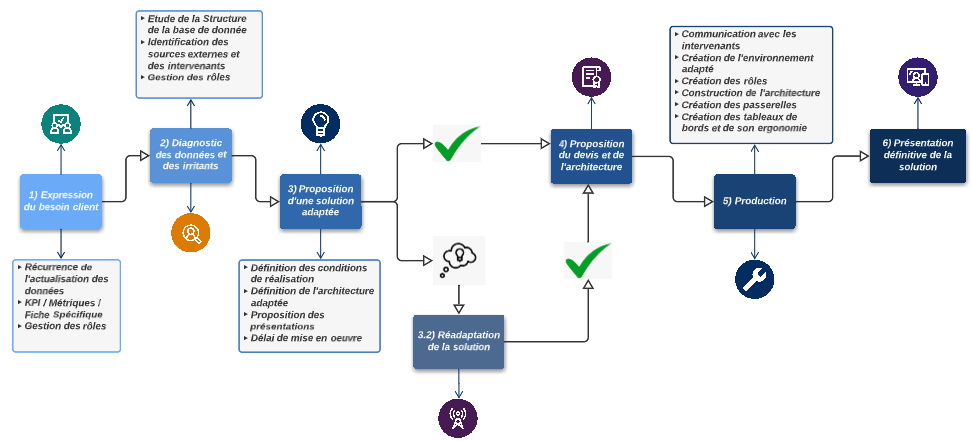 1) Expression
du besoin client
▸ Récurrence de
l'actualisation des
données
▸ KPI / Métriques /
Fiche Spécifique
▸ Gestion des rôles
▸ Etude de la Structure
de la base de donnée
▸ Identification des
sources externes et
des intervenants
▸ Gestion des rôles
2) Diagnostic
des données et
des irritants
3) Proposition
d'une solution
adaptée
▸ Définition des conditions
de réalisation
▸ Définition de l'architecture
adaptée
▸ Proposition des
présentations
▸ Délai de mise en oeuvre
3.2) Réadaptation
de la solution
4) Proposition
du devis et de
l'architecture
▸ Communication avec les
intervenants
▸ Création de l'environnement
adapté
▸ Création des rôles
▸ Construction de l'architecture
▸ Création des passerelles
▸ Création des tableaux de
bords et de son ergonomie
5) Production
6) Présentation
définitive de la
solution